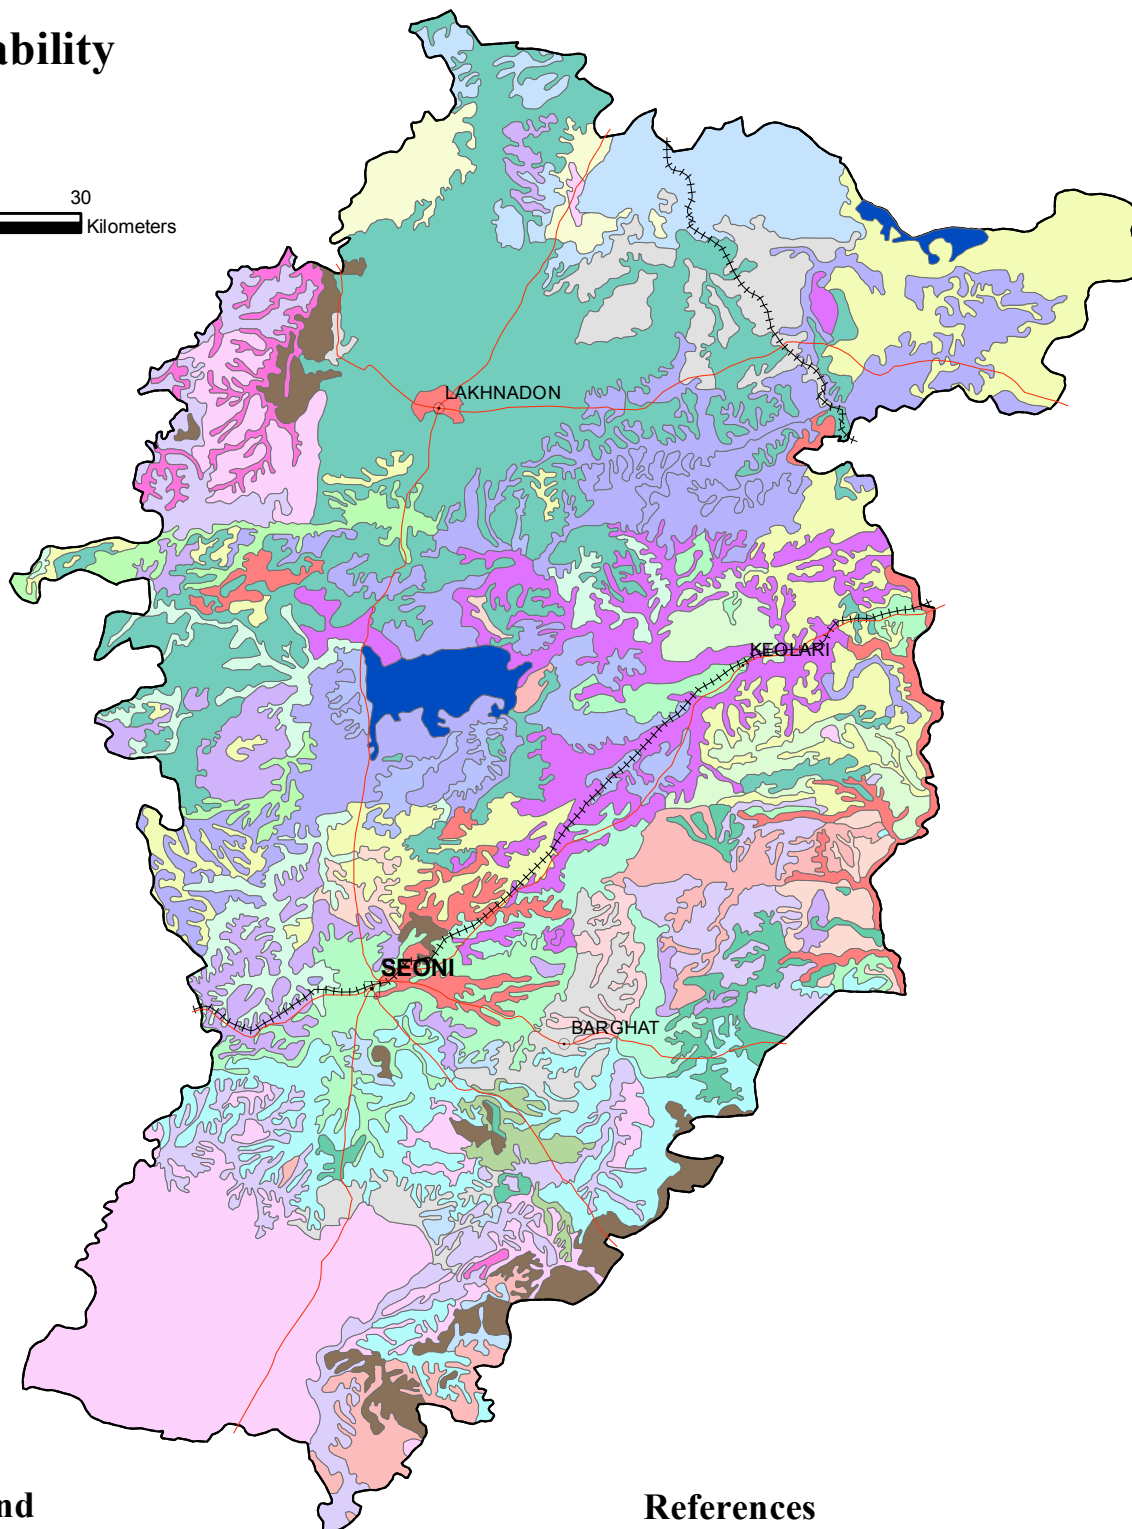 ability
30
Kilometers
LAKHNADON
KEOLARI
SEONI
BARGHAT
nd
References